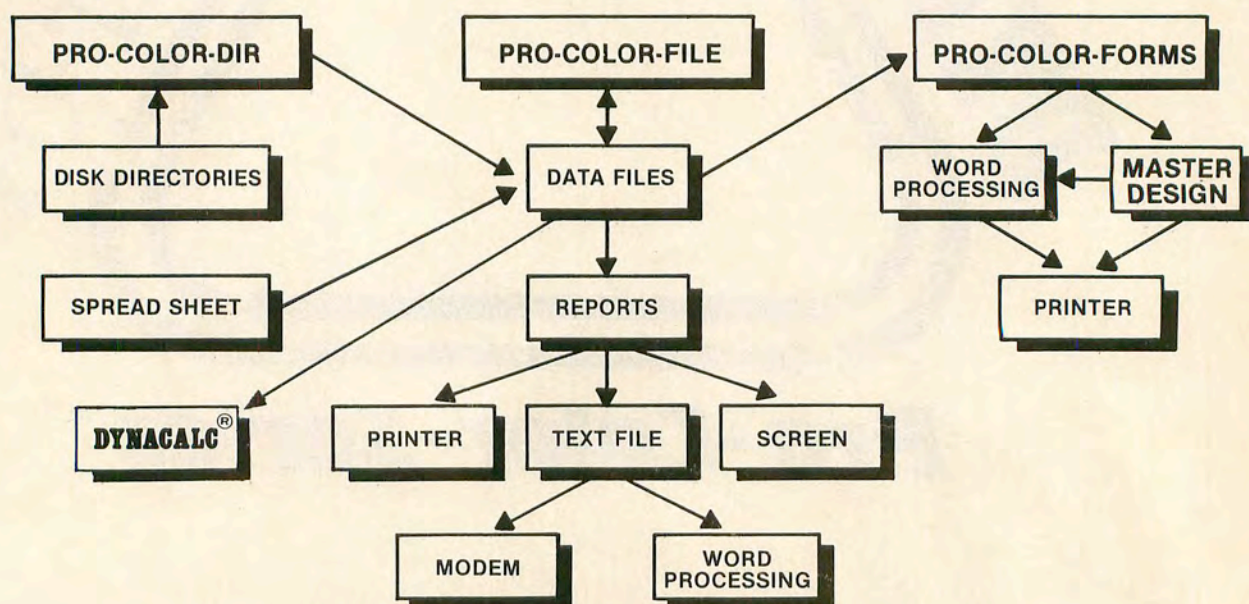 PRO-COLOR-DIR
PRO-COLOR-FILE
PRO-COLOR-FORMS
DISK DIRECTORIES
DATA FILES
WORD
PROCESSING
MASTER
DESIGN
SPREAD SHEET
REPORTS
PRINTER
DYNACALC®
PRINTER
TEXT FILE
SCREEN
MODEM
WORD
PROCESSING